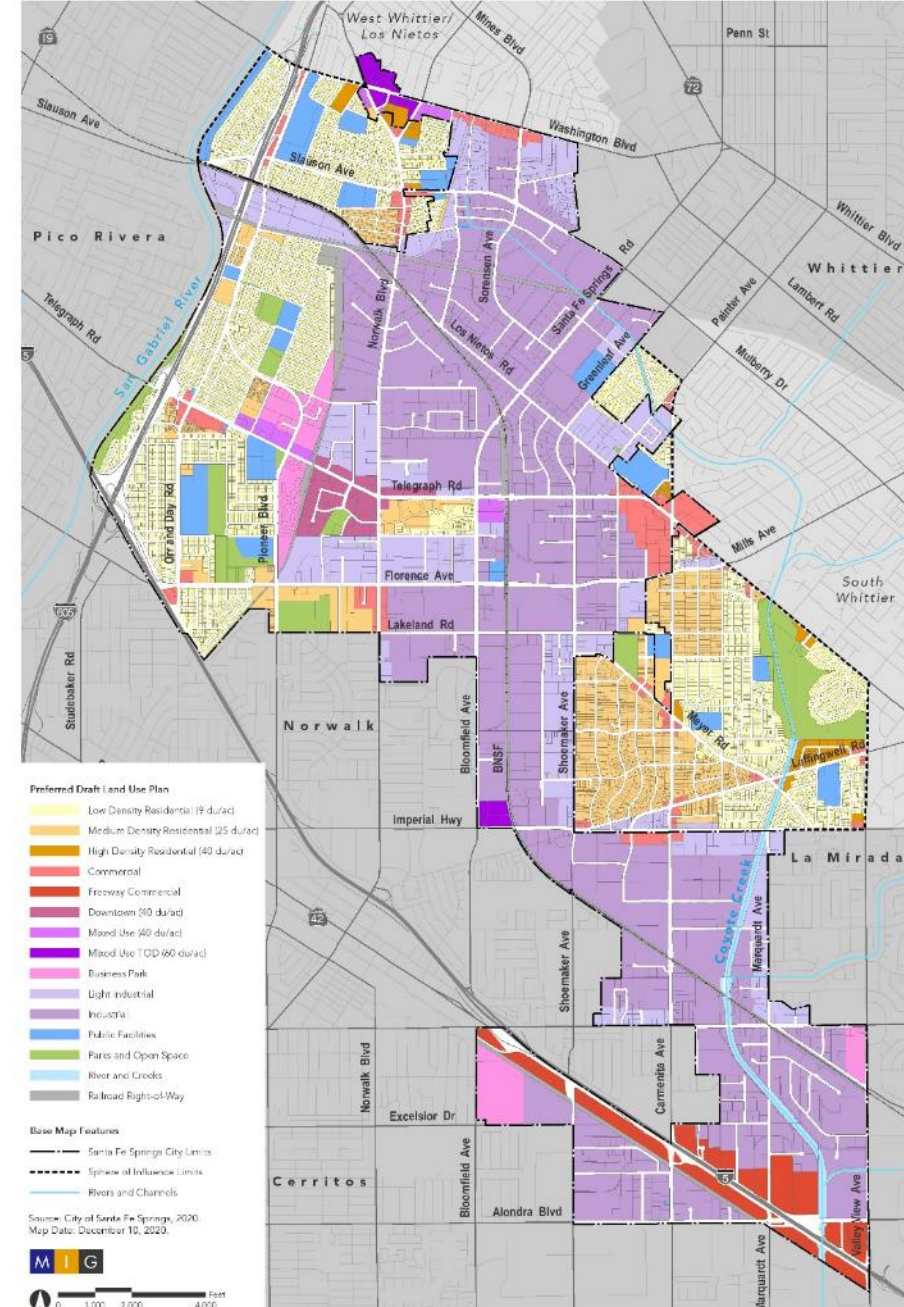 West Whittier/
Los Nietos
Mines Blvd
Penn St
19
72
Slauson Ave
Washington Blvd
Slauson Ave
Whittier Blvd
Pico Rivera
Whittier
Norwalk Blvd
Sorensen Ave
Santa Fe Springs Rd
Painter Ave
Lambert Rd
Telegraph Rd
San Gabriel River
Los Nietos Rd
Greenleaf Ave
Mulberry Dr
5
Orr and Day Rd
Pioneer Blvd
Telegraph Rd
Mills Ave
Florence Ave
South
Whittier
605
Lakeland Rd
Studebaker Rd
Norwalk
Bloomfield Ave
BNSF
Shoemaker Ave
Meyer Rd
Leffingwell Rd
Imperial Hwy
La Mirada
42
Coyote Creek
Marquardt Ave
Shoemaker Ave
Norwalk Blvd
Carmenita Ave
Excelsior Dr
5
Cerritos
Bloomfield Ave
Alondra Blvd
Marquardt Ave
Valley View Ave
Preferred Draft Land Use Plan
Low Density Residential (9 du/ac)
Medium Density Residential (25 du/ac)
High Density Residential (40 du/ac)
Commercial
Freeway Commercial
Downtown (40 du/ac)
Mixed Use (40 du/ac)
Mixed Use TOD (60 du/ac)
Business Park
Light Industrial
Industrial
Public Facilities
Parks and Open Space
River and Creeks
Railroad Right-of-Way
Base Map Features
Santa Fe Springs City Limits
Sphere of Influence Limits
Rivers and Channels
Source: City of Santa Fe Springs, 2020.
Map Date: December 10, 2020.
M I G
Feet
0 1,000 2,000 4,000